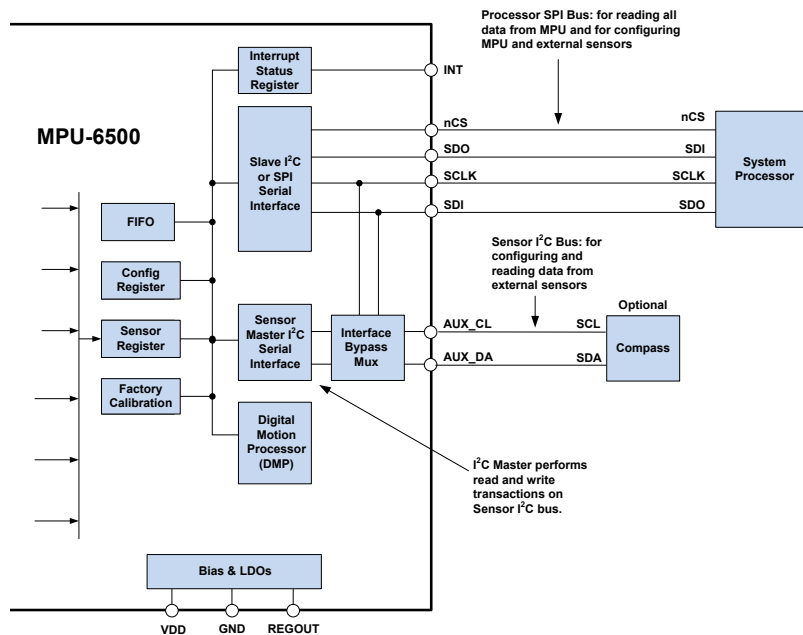 Processor SPI Bus: for reading all
data from MPU and for configuring
MPU and external sensors
Interrupt
Status
Register
INT
MPU-6500
Slave I²C
or SPI
Serial
Interface
nCS
SDO
SCLK
SDI
nCS
SDI
SCLK
SDO
System
Processor
FIFO
Config
Register
Sensor
Register
Factory
Calibration
Sensor I²C Bus: for
configuring and
reading data from
external sensors
Sensor
Master I²C
Serial
Interface
Interface
Bypass
Mux
AUX_CL
AUX_DA
SCL
SDA
Optional
Compass
Digital
Motion
Processor
(DMP)
I²C Master performs
read and write
transactions on
Sensor I²C bus.
Bias & LDOs
VDD
GND
REGOUT